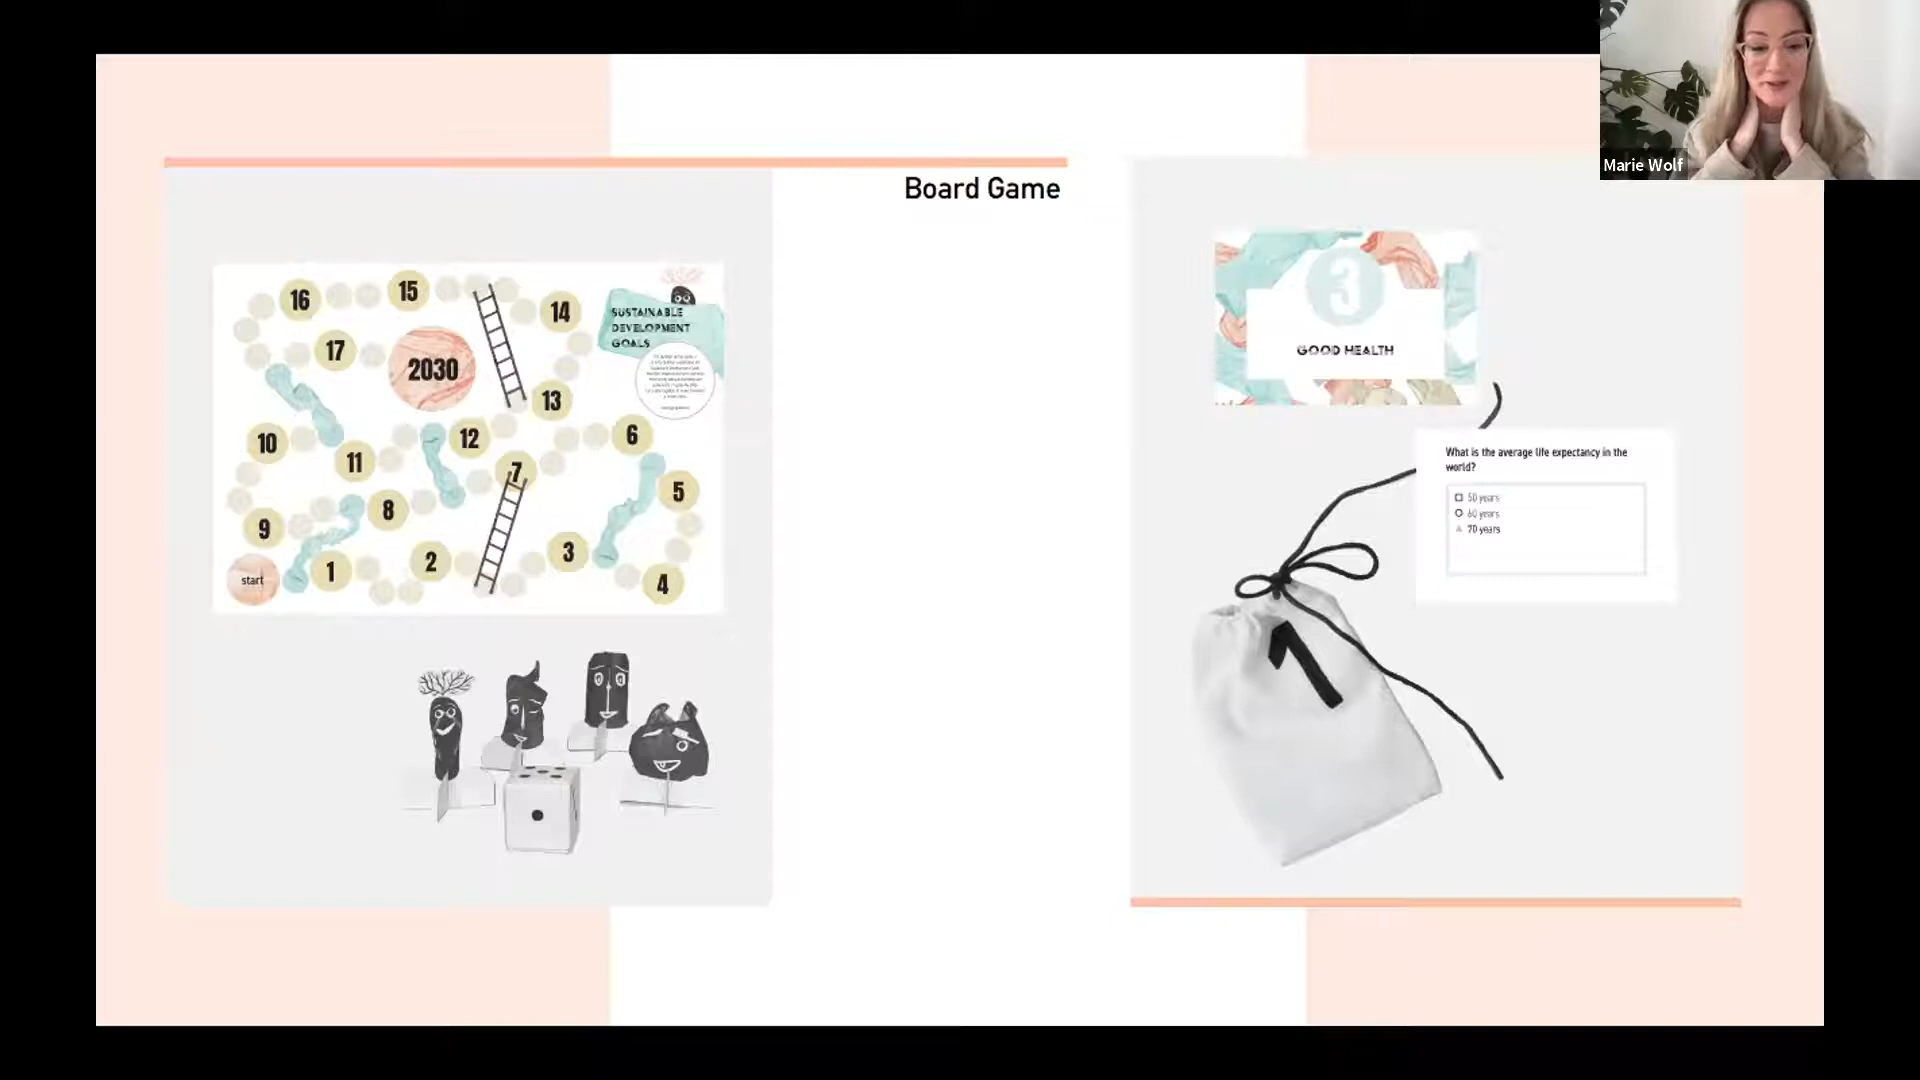 Marie Wolf
Board Game
16
15
14
17
2030
13
SUSTAINABLE
DEVELOPMENT
GOALS
10
11
12
7
6
5
9
8
start
1
2
3
4
3
GOOD HEALTH
What is the average life expectancy in the
world?
50 years
60 years
70 years
1